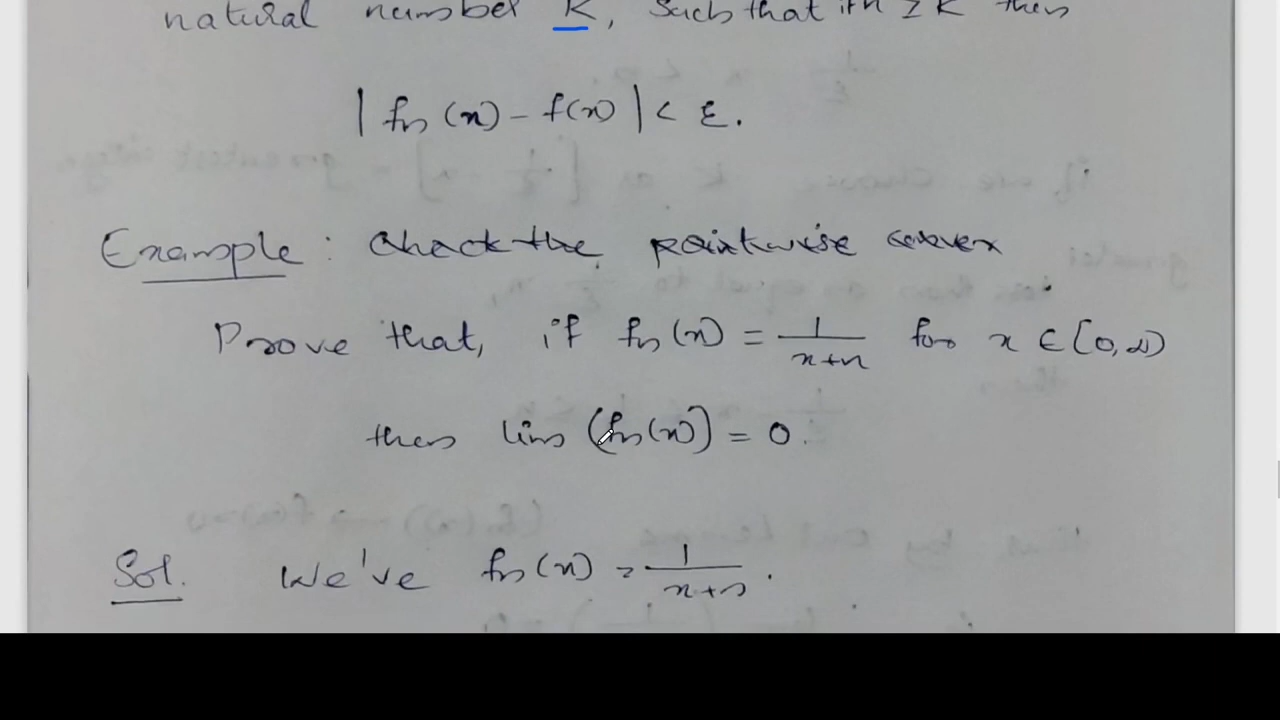 natural number K, such that if n ≥ K then
| fn (x) - f(x) | < ε.
Example: Check the pointwise conver
Prove that, if fn (x) = 1/(x+n) for x ∈ [0,∞)
then lim (fn(x)) = 0.
Sol. We've fn (x) = 1/(x+n).